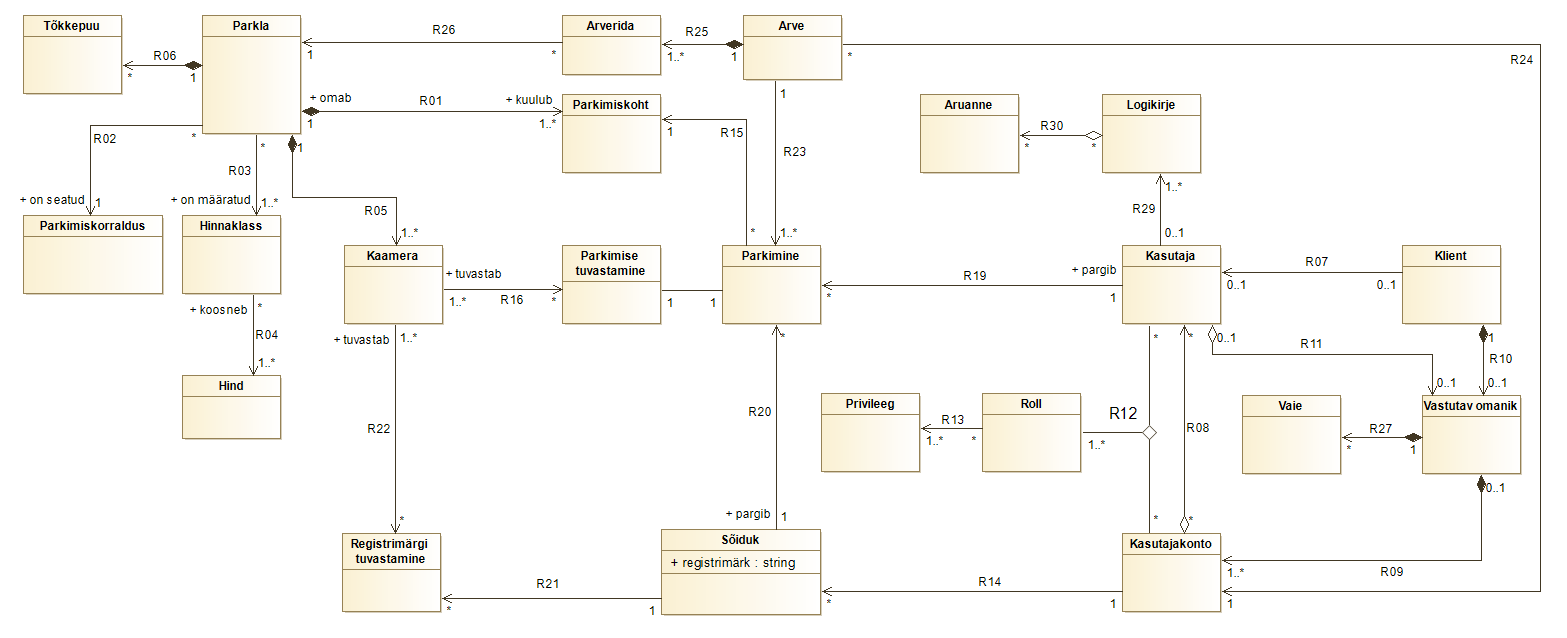 Tõkkepuu
Parkla
Arverida
Arve
R26
R25
R24
1
*
1..*
1
*
R06
*
1
+ omab
R01
+ kuulub
1
1..*
Parkimiskoht
1
R15
1
R23
Aruanne
Logikirje
R30
*
*
R02
*
*
1
R03
+ on seatud
1
+ on määratud
1..*
R05
1..*
R29
1..*
0..1
Parkimiskorraldus
Hinnaklass
Kaamera
Parkimise
tuvastamine
Parkimine
Kasutaja
Klient
*
1..*
+ tuvastab
1..*
R16
*
1
1
R19
+ pargib
*
1
R07
0..1
0..1
+ koosneb
*
R04
1..*
Hind
+ tuvastab
1..*
R22
*
*
R20
+ pargib
1
*
*
0..1
R11
0..1
1
R10
0..1
Privileeg
Roll
R13
1..*
*
R12
1..*
R08
Vaie
Vastutav omanik
R27
*
1
0..1
*
*
Registrimärgi
tuvastamine
Sõiduk
+ registrimärk : string
Kasutajakonto
R21
*
1
R14
*
1
1..*
R09
1